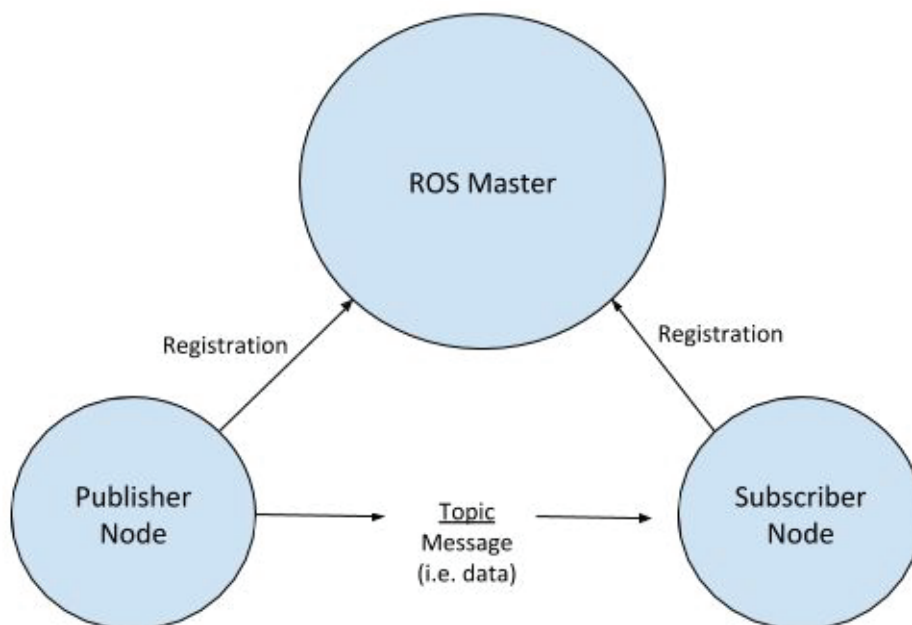 ROS Master
Registration
Registration
Publisher
Node
Topic
Message
(i.e. data)
Subscriber
Node